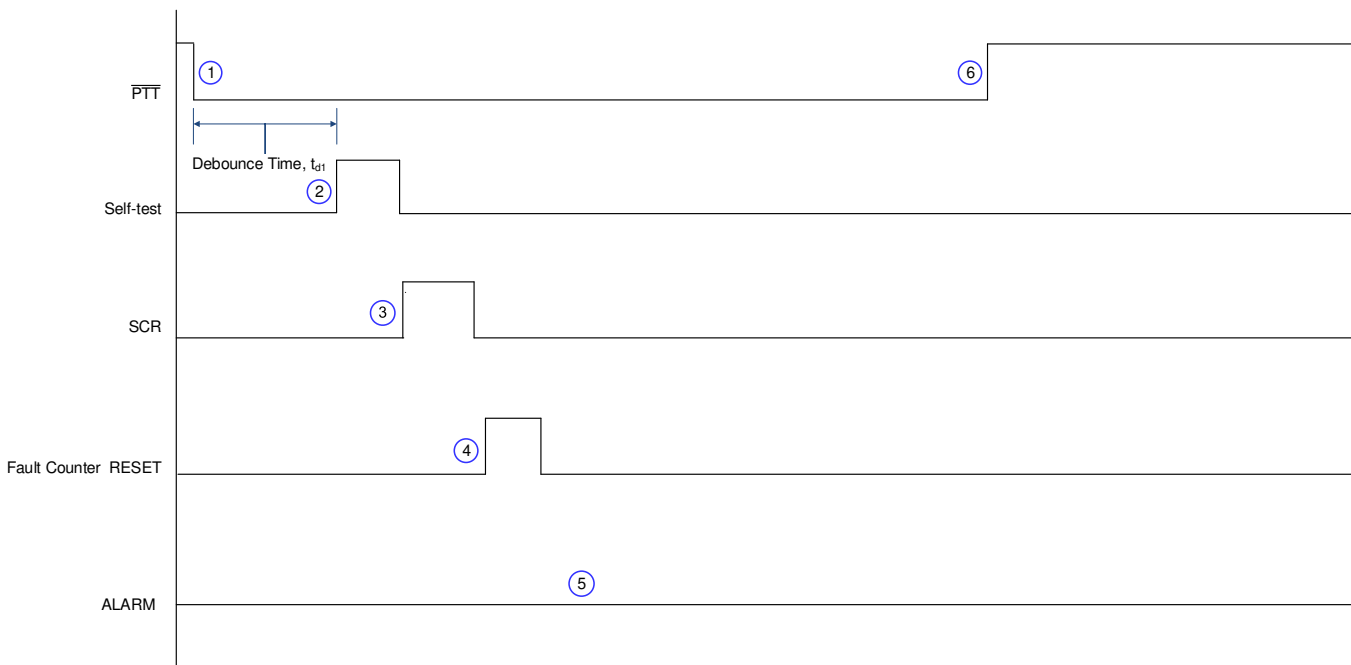 1
6
PTT
Debounce Time, td1
2
Self-test
3
SCR
4
Fault Counter RESET
5
ALARM